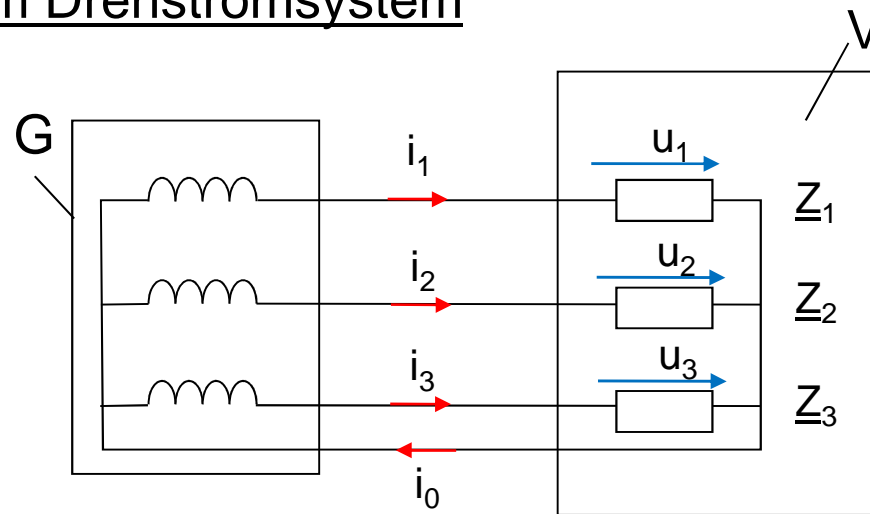 Drehstromsystem
G
V
i₁
u₁
Z₁
i₂
u₂
Z₂
i₃
u₃
Z₃
i₀